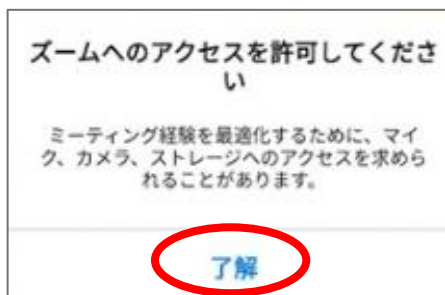 ズームへのアクセスを許可してくださ
い
ミーティング経験を最適化するために、マイ
ク、カメラ、ストレージへのアクセスを求めら
れることがあります。
了解